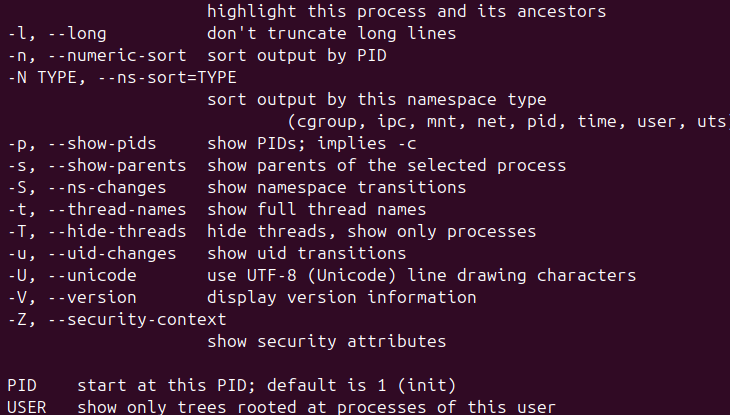 highlight this process and its ancestors
-l, --long          don't truncate long lines
-n, --numeric-sort  sort output by PID
-N TYPE, --ns-sort=TYPE
                    sort output by this namespace type
                            (cgroup, ipc, mnt, net, pid, time, user, uts)
-p, --show-pids     show PIDs; implies -c
-s, --show-parents  show parents of the selected process
-S, --ns-changes    show namespace transitions
-t, --thread-names  show full thread names
-T, --hide-threads  hide threads, show only processes
-u, --uid-changes   show uid transitions
-U, --unicode       use UTF-8 (Unicode) line drawing characters
-V, --version       display version information
-Z, --security-context
                    show security attributes

PID    start at this PID; default is 1 (init)
USER   show only trees rooted at processes of this user